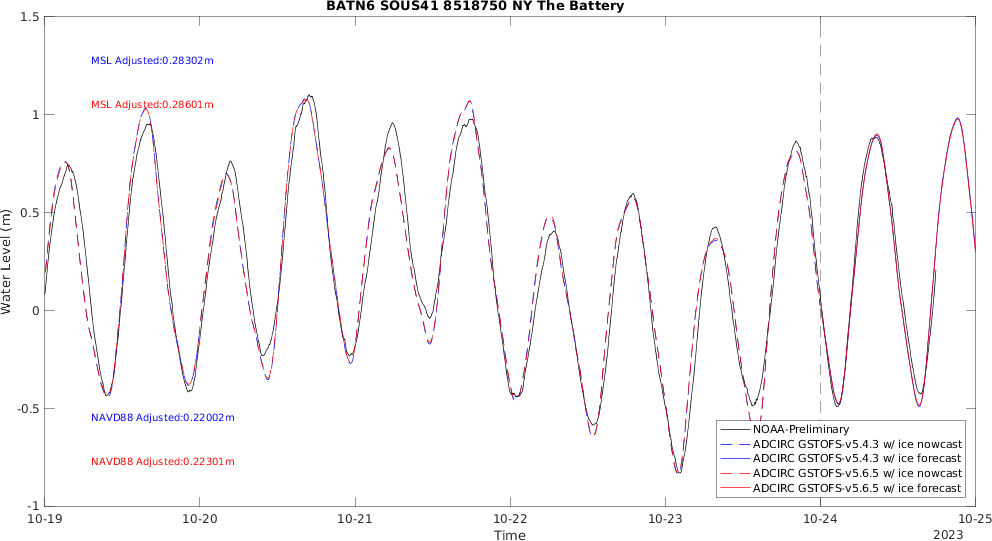 BATN6 SOUS41 8518750 NY The Battery
1.5
1
0.5
0
-0.5
-1
Water Level (m)
MSL Adjusted:0.28302m
MSL Adjusted:0.28601m
NAVD88 Adjusted:0.22002m
NAVD88 Adjusted:0.22301m
NOAA-Preliminary
ADCIRC GSTOFS-v5.4.3 w/ ice nowcast
ADCIRC GSTOFS-v5.4.3 w/ ice forecast
ADCIRC GSTOFS-v5.6.5 w/ ice nowcast
ADCIRC GSTOFS-v5.6.5 w/ ice forecast
10-19 10-20 10-21 10-22 10-23 10-24 10-25
Time
2023